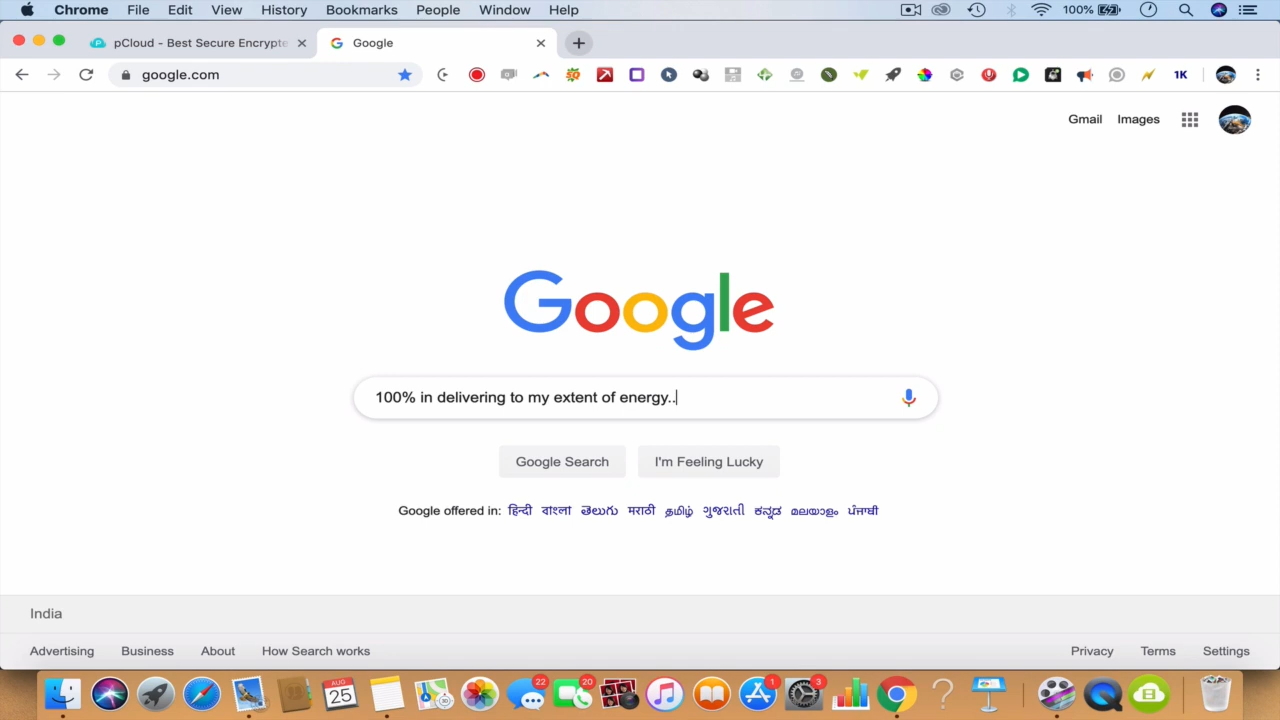 Chrome File Edit View History Bookmarks People Window Help 100%
pCloud - Best Secure Encrypte Google
google.com 1K
Gmail Images
Google
100% in delivering to my extent of energy..
Google Search I'm Feeling Lucky
Google offered in: हिन्दी বাংলা తెలుగు मराठी தமிழ் ગુજરાતી ಕನ್ನಡ മലയാളം ਪੰਜਾਬੀ
India
Advertising Business About How Search works Privacy Terms Settings
AUG 25 22 20 1 3